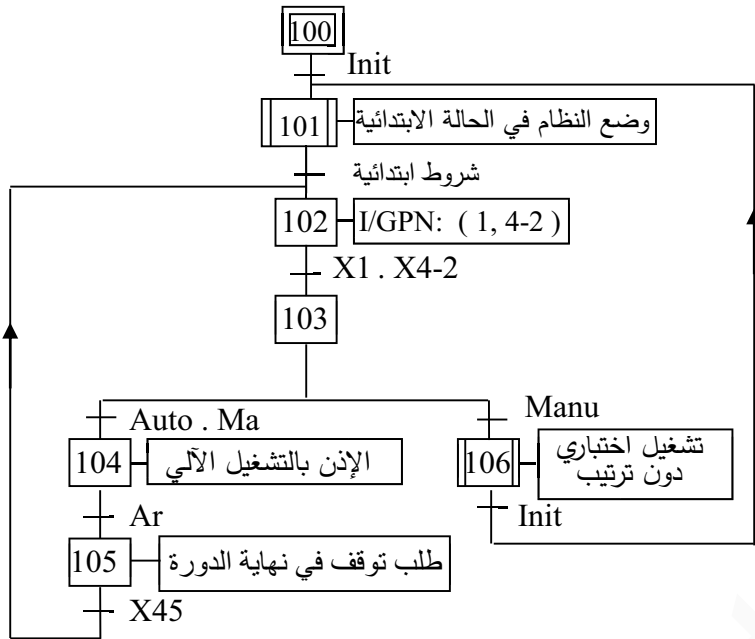 100
Init
101 وضع النظام في الحالة الابتدائية
شروط ابتدائية
102 I/GPN: ( 1, 4-2 )
X1 . X4-2
103
Auto . Ma
Manu
104 الإذن بالتشغيل الآلي
106 تشغيل اختباري
دون ترتيب
Ar
Init
105 طلب توقف في نهاية الدورة
X45